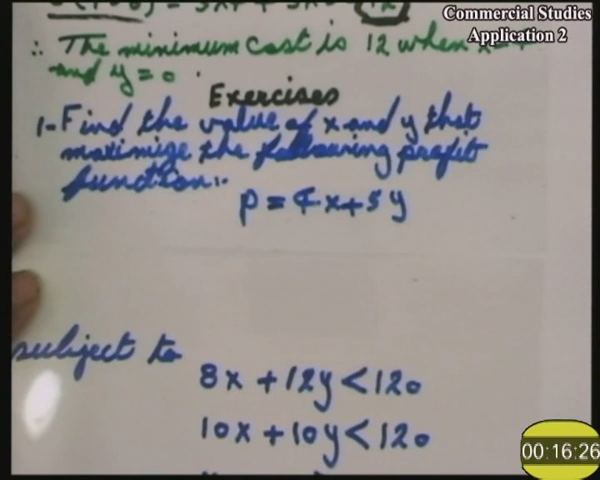 Commercial Studies
Application 2
12
∴ The minimum cost is 12 when
and y = 0 .
Exercises
1- Find the value of x and y that
maximize the following profit
function:-
p = 4x + 5y
subject to
8x + 12y < 120
10x + 10y < 120
00:16:26